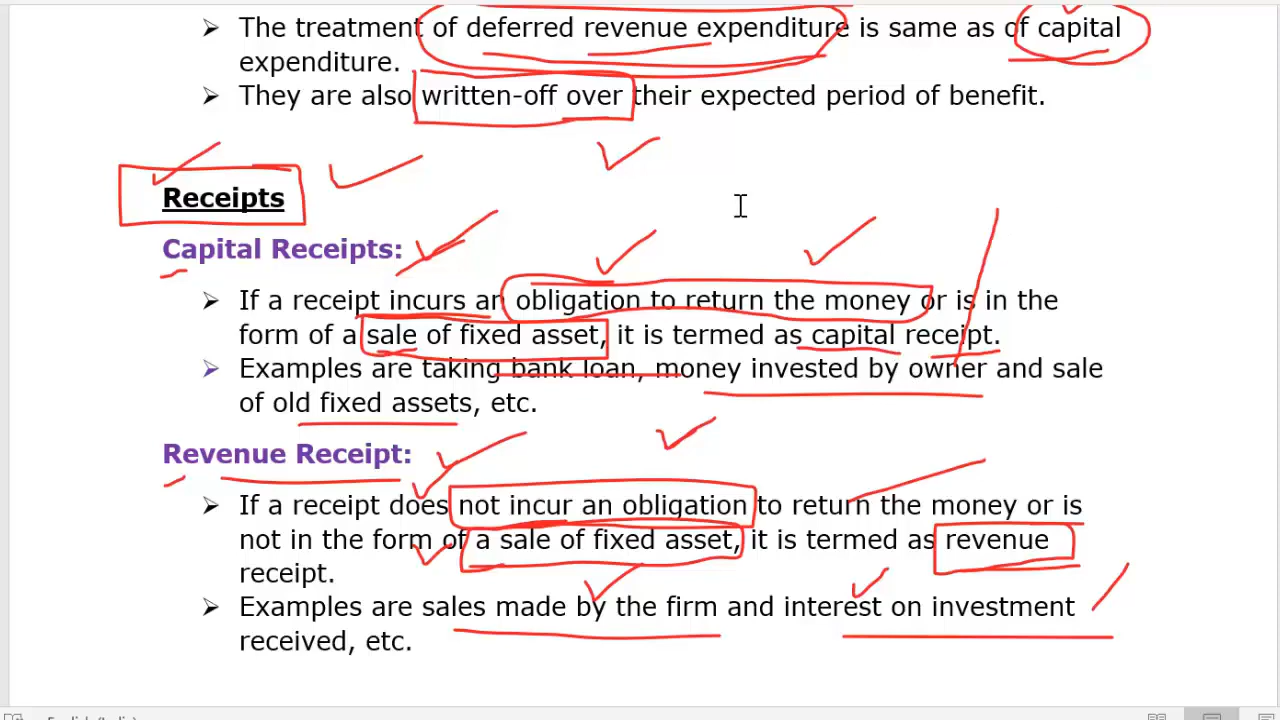 ➢ The treatment of deferred revenue expenditure is same as of capital
expenditure.
➢ They are also written-off over their expected period of benefit.
Receipts
Capital Receipts:
➢ If a receipt incurs an obligation to return the money or is in the
form of a sale of fixed asset, it is termed as capital receipt.
➢ Examples are taking bank loan, money invested by owner and sale
of old fixed assets, etc.
Revenue Receipt:
➢ If a receipt does not incur an obligation to return the money or is
not in the form of a sale of fixed asset, it is termed as revenue
receipt.
➢ Examples are sales made by the firm and interest on investment
received, etc.